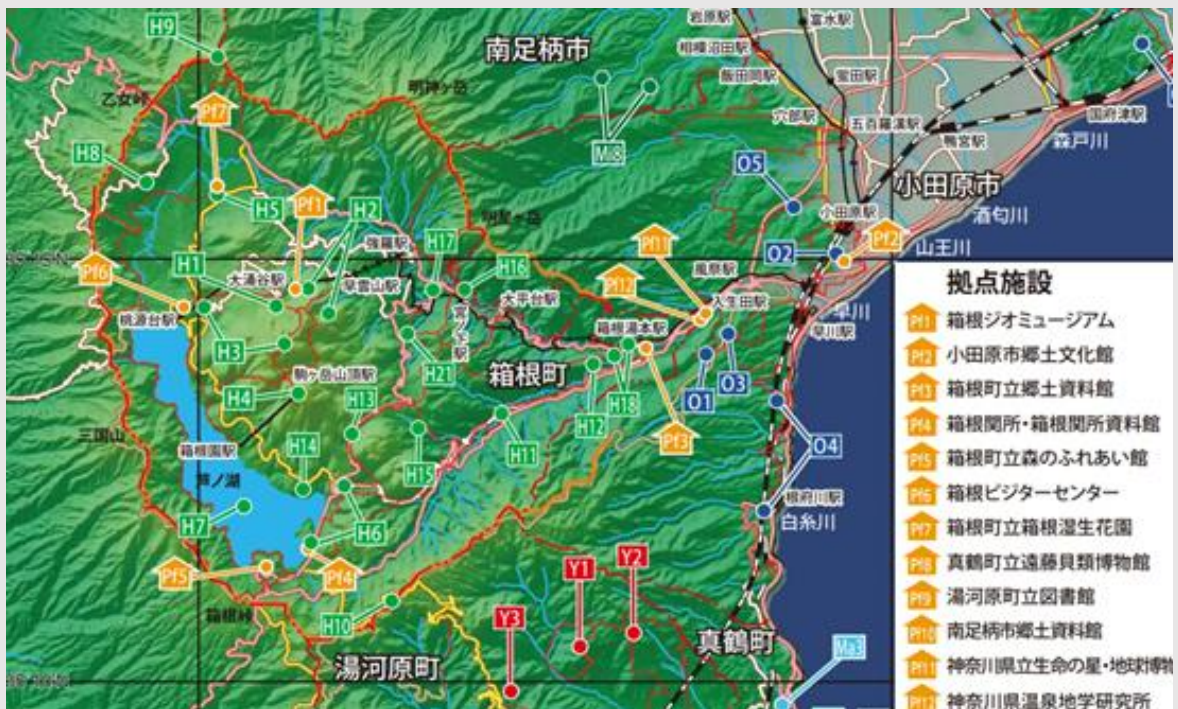 岩原駅
富水駅
H9
南足柄市
相模沼田駅
飯田岡駅
蛍田駅
乙女峠
明神ヶ岳
Pf7
穴部駅
五百羅漢駅
国府津駅
鴨宮駅
森戸川
H8
Mi8
O5
小田原市
H5
Pf1
H2
明星ヶ岳
小田原駅
酒匂川
強羅駅
H17
Pf11
O2
Pf2
山王川
Pf6
H1
大涌谷駅
早雲山駅
H16
Pf12
風祭駅
大平台駅
入生田駅
桃源台駅
宮ノ下駅
箱根湯本駅
早川
早川駅
H3
駒ヶ岳山頂駅
H21
箱根町
H4
H13
H12
H18
O1
O3
三国山
箱根園駅
H14
H15
H11
Pf3
O4
芦ノ湖
H7
H6
根府川駅
白糸川
Pf5
Pf4
Y1
Y2
箱根峠
H10
Y3
湯河原町
真鶴町
Ma3
拠点施設
Pf1 箱根ジオミュージアム
Pf2 小田原市郷土文化館
Pf3 箱根町立郷土資料館
Pf4 箱根関所・箱根関所資料館
Pf5 箱根町立森のふれあい館
Pf6 箱根ビジターセンター
Pf7 箱根町立箱根湿生花園
Pf8 真鶴町立遠藤貝類博物館
Pf9 湯河原町立図書館
Pf10 南足柄市郷土資料館
Pf11 神奈川県立生命の星・地球博物
Pf12 神奈川県温泉地学研究所